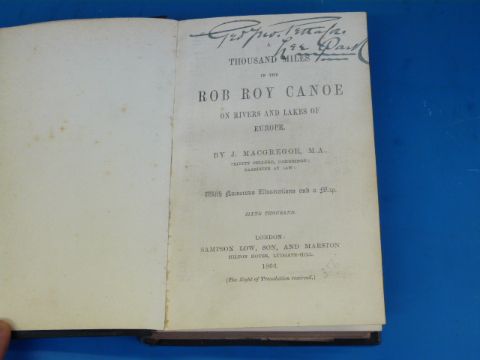 A
THOUSAND MILES
IN THE
ROB ROY CANOE
ON RIVERS AND LAKES OF
EUROPE.
BY J. MACGREGOR, M.A.,
TRINITY COLLEGE, CAMBRIDGE;
BARRISTER AT LAW.
With Numerous Illustrations and a Map.
SIXTH THOUSAND.
LONDON:
SAMPSON LOW, SON, AND MARSTON
MILTON HOUSE, LUDGATE-HILL.
(The Right of Translation reserved.)